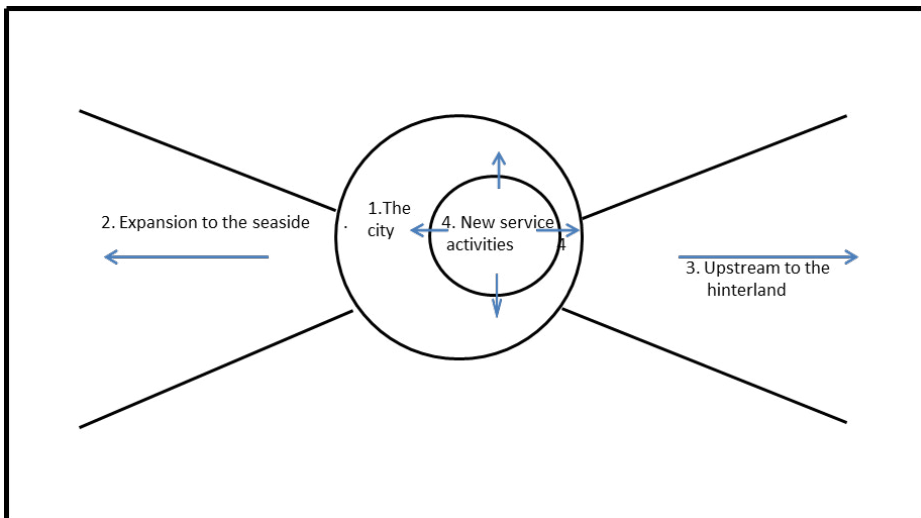 2. Expansion to the seaside
1.The
city
4. New service
activities
4
3. Upstream to the
hinterland